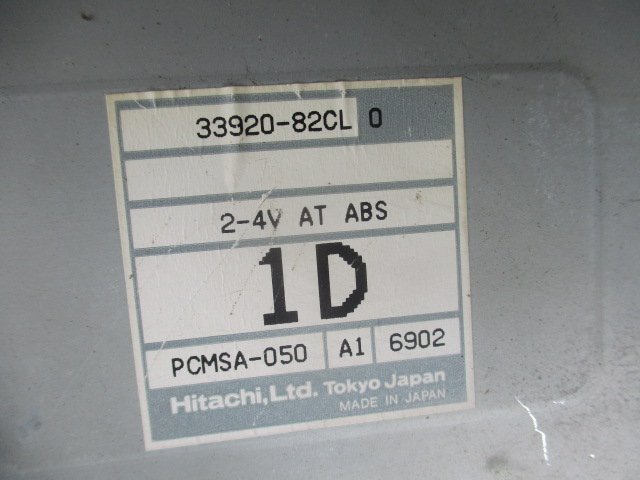 33920-82CL 0
2-4V AT ABS
1D
PCMSA-050 A1 6902
Hitachi,Ltd. Tokyo Japan
MADE IN JAPAN